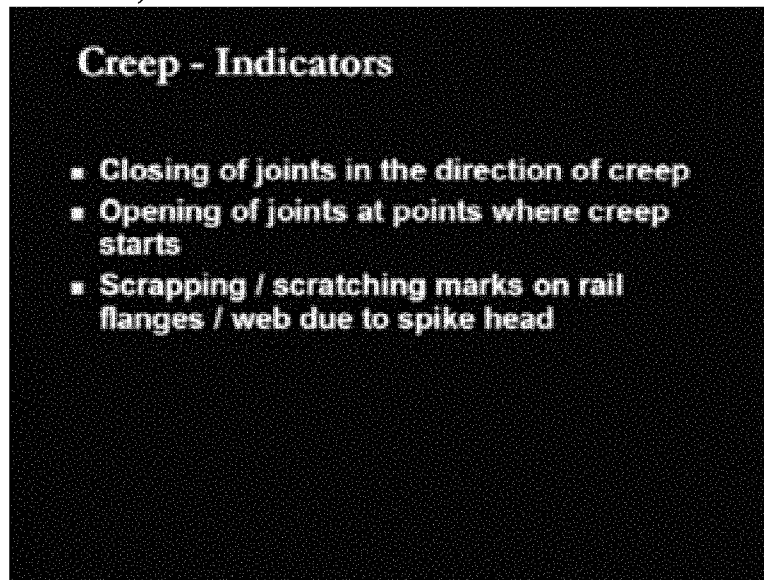 Creep - Indicators
■ Closing of joints in the direction of creep
■ Opening of joints at points where creep
starts
■ Scrapping / scratching marks on rail
flanges / web due to spike head